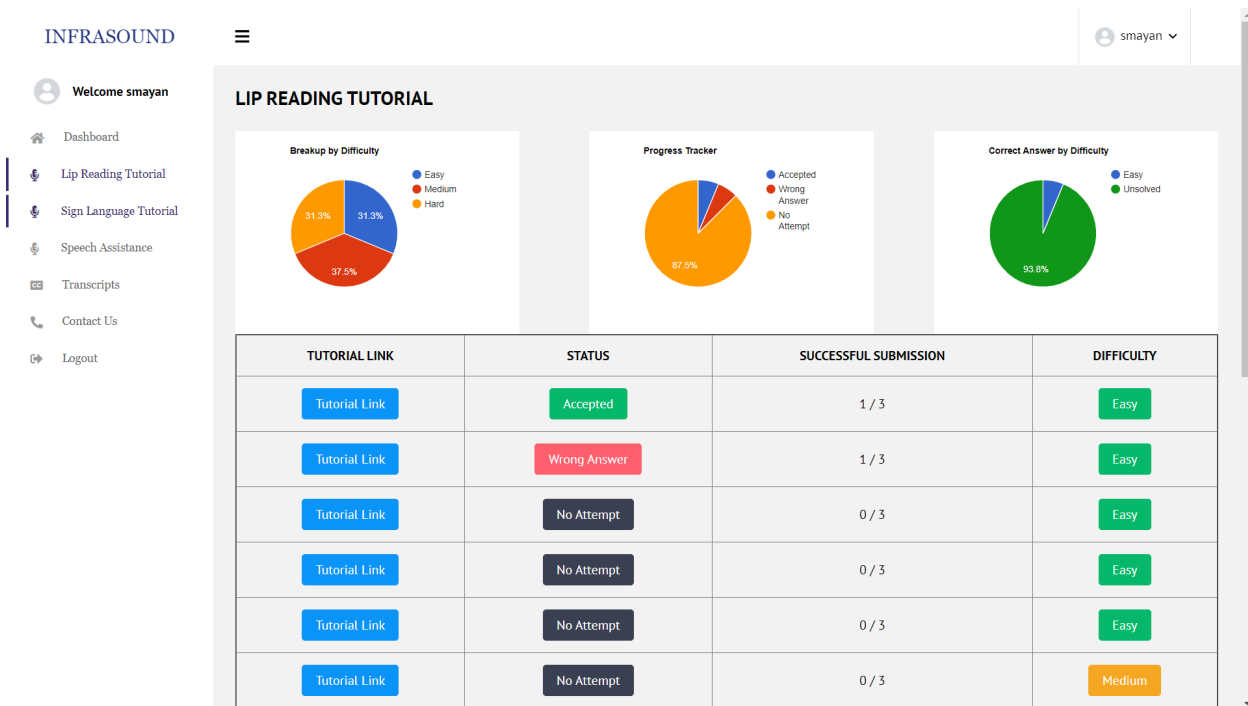 INFRASOUND
smayan
Welcome smayan
Dashboard
Lip Reading Tutorial
Sign Language Tutorial
Speech Assistance
CC Transcripts
Contact Us
Logout
LIP READING TUTORIAL
Breakup by Difficulty
31.3%
31.3%
37.5%
Easy
Medium
Hard
Progress Tracker
87.5%
Accepted
Wrong
Answer
No
Attempt
Correct Answer by Difficulty
93.8%
Easy
Unsolved
TUTORIAL LINK STATUS SUCCESSFUL SUBMISSION DIFFICULTY
Tutorial Link Accepted 1 / 3 Easy
Tutorial Link Wrong Answer 1 / 3 Easy
Tutorial Link No Attempt 0 / 3 Easy
Tutorial Link No Attempt 0 / 3 Easy
Tutorial Link No Attempt 0 / 3 Easy
Tutorial Link No Attempt 0 / 3 Medium